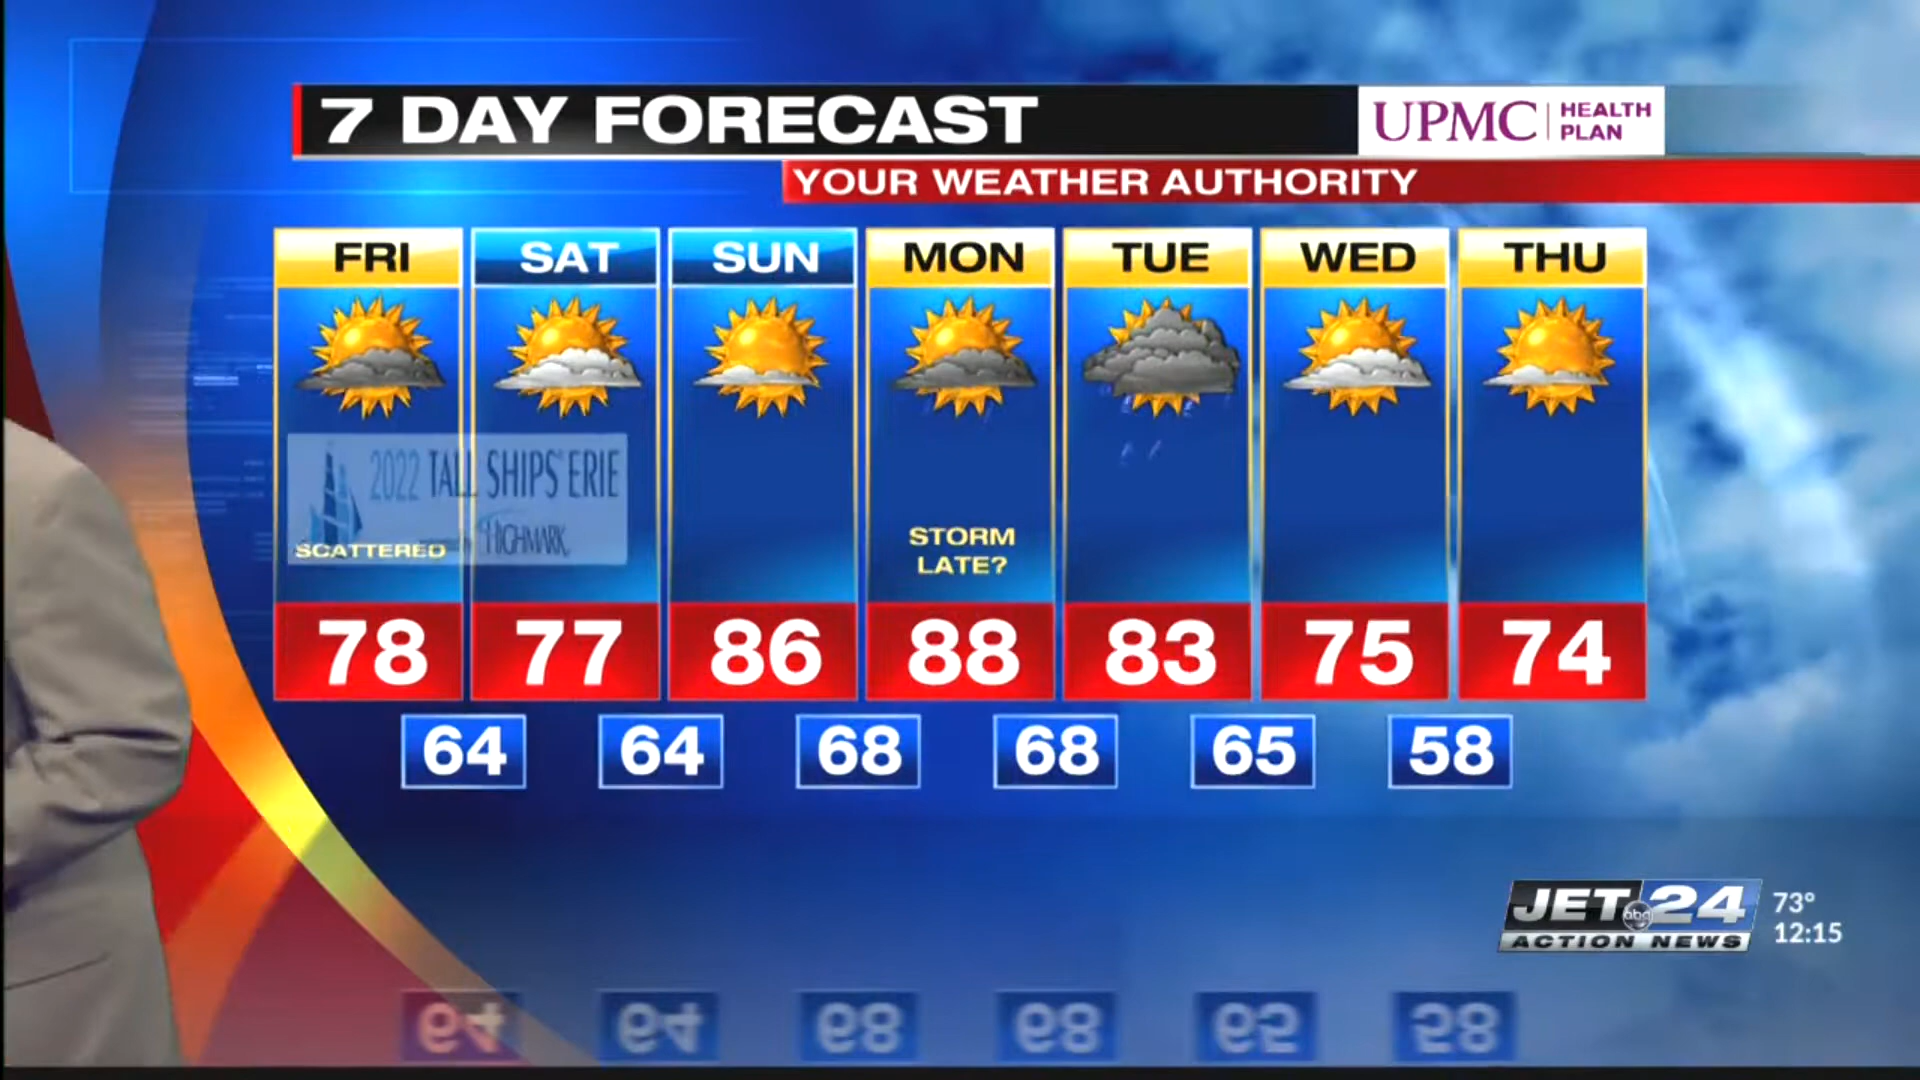 7 DAY FORECAST
UPMC HEALTH PLAN
YOUR WEATHER AUTHORITY
FRI SAT SUN MON TUE WED THU
2022 TALL SHIPS ERIE
HIGHMARK
SCATTERED
STORM
LATE?
78 77 86 88 83 75 74
64 64 68 68 65 58
JET abc 24
ACTION NEWS
73°
12:15